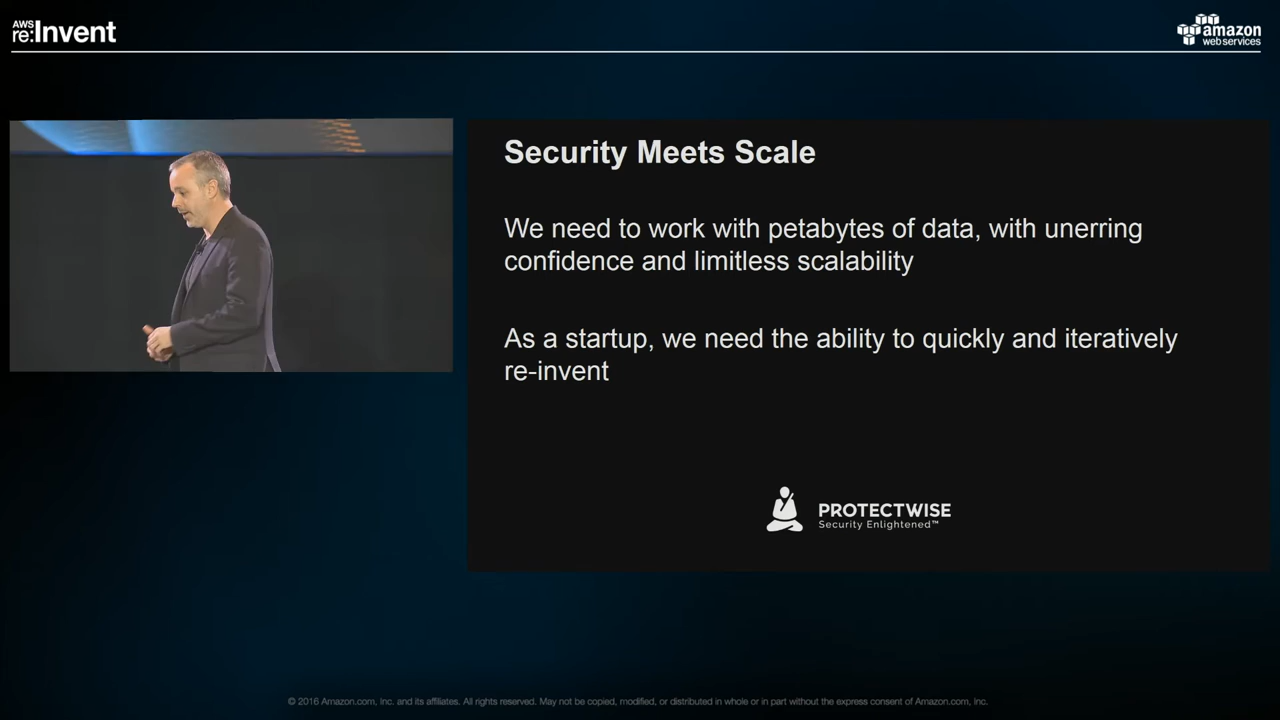 AWS
re:Invent
amazon
web services
Security Meets Scale
We need to work with petabytes of data, with unerring
confidence and limitless scalability
As a startup, we need the ability to quickly and iteratively
re-invent
PROTECTWISE
Security Enlightened™
© 2016 Amazon.com, Inc. and its affiliates. All rights reserved. May not be copied, modified, or distributed in whole or in part without the express consent of Amazon.com, Inc.